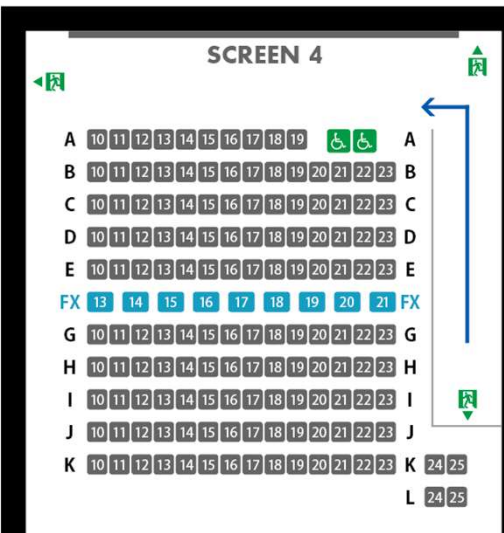 SCREEN 4
A 10 11 12 13 14 15 16 17 18 19 A
B 10 11 12 13 14 15 16 17 18 19 20 21 22 23 B
C 10 11 12 13 14 15 16 17 18 19 20 21 22 23 C
D 10 11 12 13 14 15 16 17 18 19 20 21 22 23 D
E 10 11 12 13 14 15 16 17 18 19 20 21 22 23 E
FX 13 14 15 16 17 18 19 20 21 FX
G 10 11 12 13 14 15 16 17 18 19 20 21 22 23 G
H 10 11 12 13 14 15 16 17 18 19 20 21 22 23 H
I 10 11 12 13 14 15 16 17 18 19 20 21 22 23 I
J 10 11 12 13 14 15 16 17 18 19 20 21 22 23 J
K 10 11 12 13 14 15 16 17 18 19 20 21 22 23 K 24 25
L 24 25